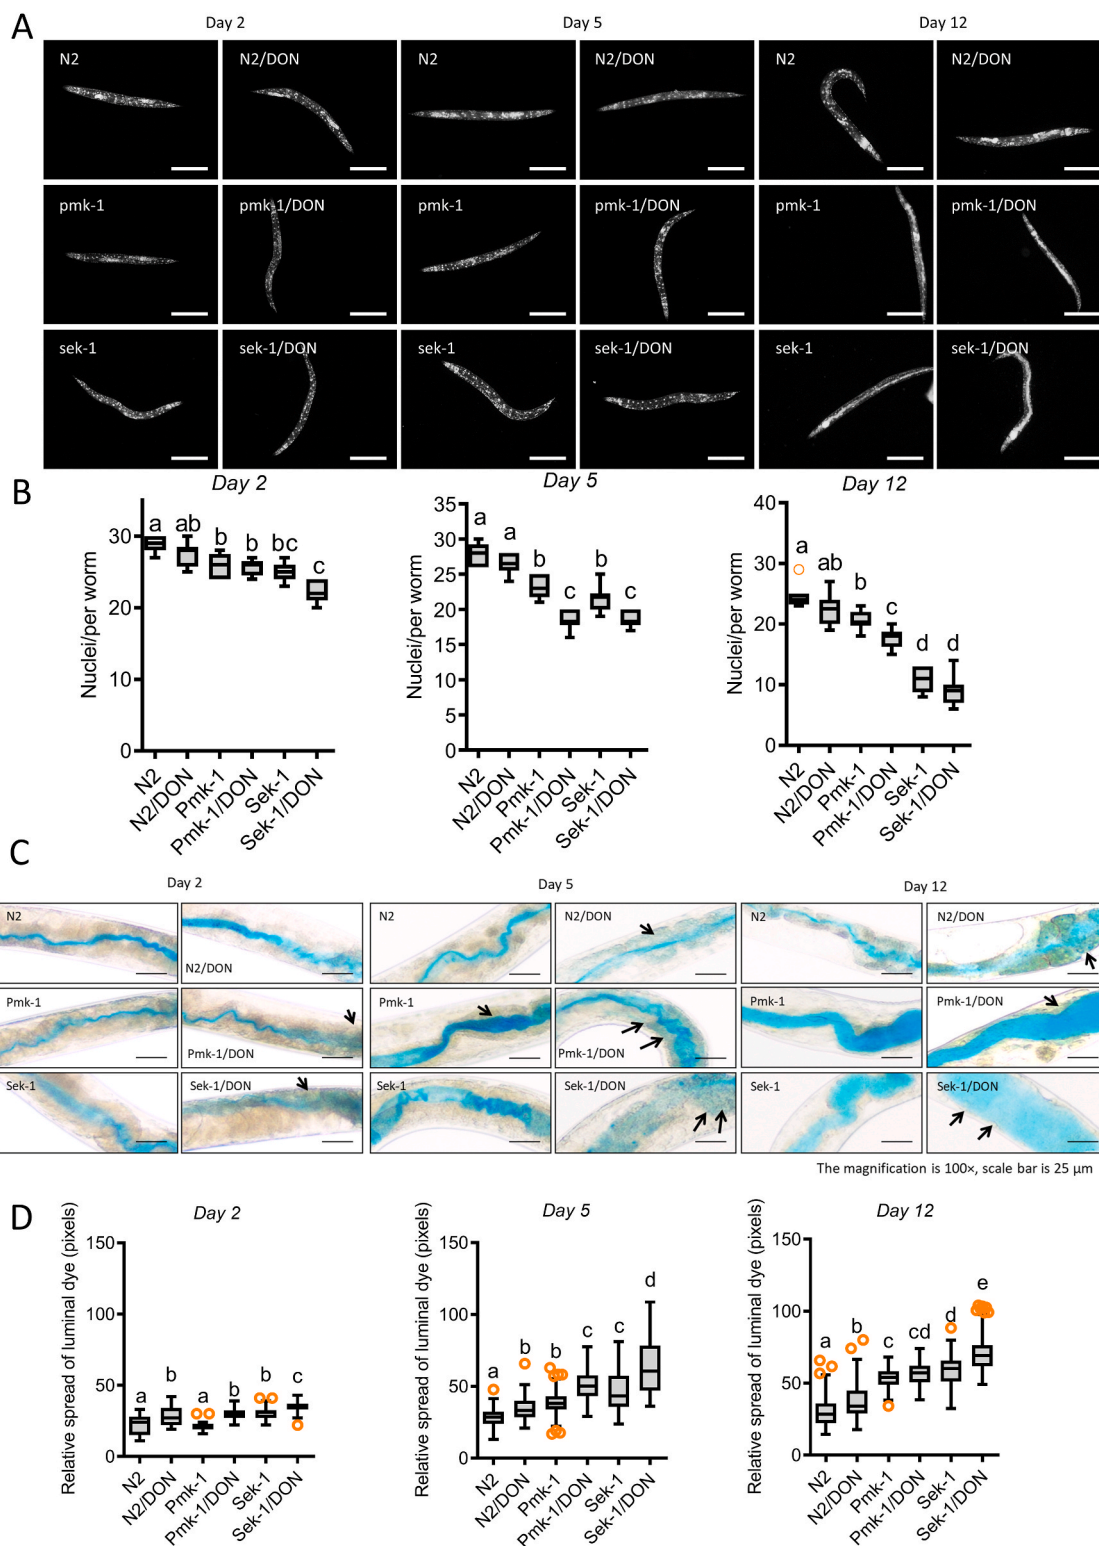 A
Day 2
Day 5
Day 12
N2
N2/DON
N2
N2/DON
N2
N2/DON
pmk-1
pmk-1/DON
pmk-1
pmk-1/DON
pmk-1
pmk-1/DON
sek-1
sek-1/DON
sek-1
sek-1/DON
sek-1
sek-1/DON
B
Day 2
Nuclei/per worm
30
20
10
0
a
ab
b
b
bc
c
N2
N2/DON
Pmk-1
Pmk-1/DON
Sek-1
Sek-1/DON
Day 5
Nuclei/per worm
35
30
25
20
15
10
5
0
a
a
b
c
b
c
N2
N2/DON
Pmk-1
Pmk-1/DON
Sek-1
Sek-1/DON
Day 12
Nuclei/per worm
40
30
20
10
0
a
ab
b
c
d
d
N2
N2/DON
Pmk-1
Pmk-1/DON
Sek-1
Sek-1/DON
C
Day 2
Day 5
Day 12
N2
N2/DON
N2
N2/DON
N2
N2/DON
Pmk-1
Pmk-1/DON
Pmk-1
Pmk-1/DON
Pmk-1
Pmk-1/DON
Sek-1
Sek-1/DON
Sek-1
Sek-1/DON
Sek-1
Sek-1/DON
The magnification is 100×, scale bar is 25 μm
D
Day 2
Relative spread of luminal dye (pixels)
150
100
50
0
a
b
a
b
b
c
N2
N2/DON
Pmk-1
Pmk-1/DON
Sek-1
Sek-1/DON
Day 5
Relative spread of luminal dye (pixels)
150
100
50
0
a
b
b
c
c
d
N2
N2/DON
Pmk-1
Pmk-1/DON
Sek-1
Sek-1/DON
Day 12
Relative spread of luminal dye (pixels)
150
100
50
0
a
b
c
cd
d
e
N2
N2/DON
Pmk-1
Pmk-1/DON
Sek-1
Sek-1/DON